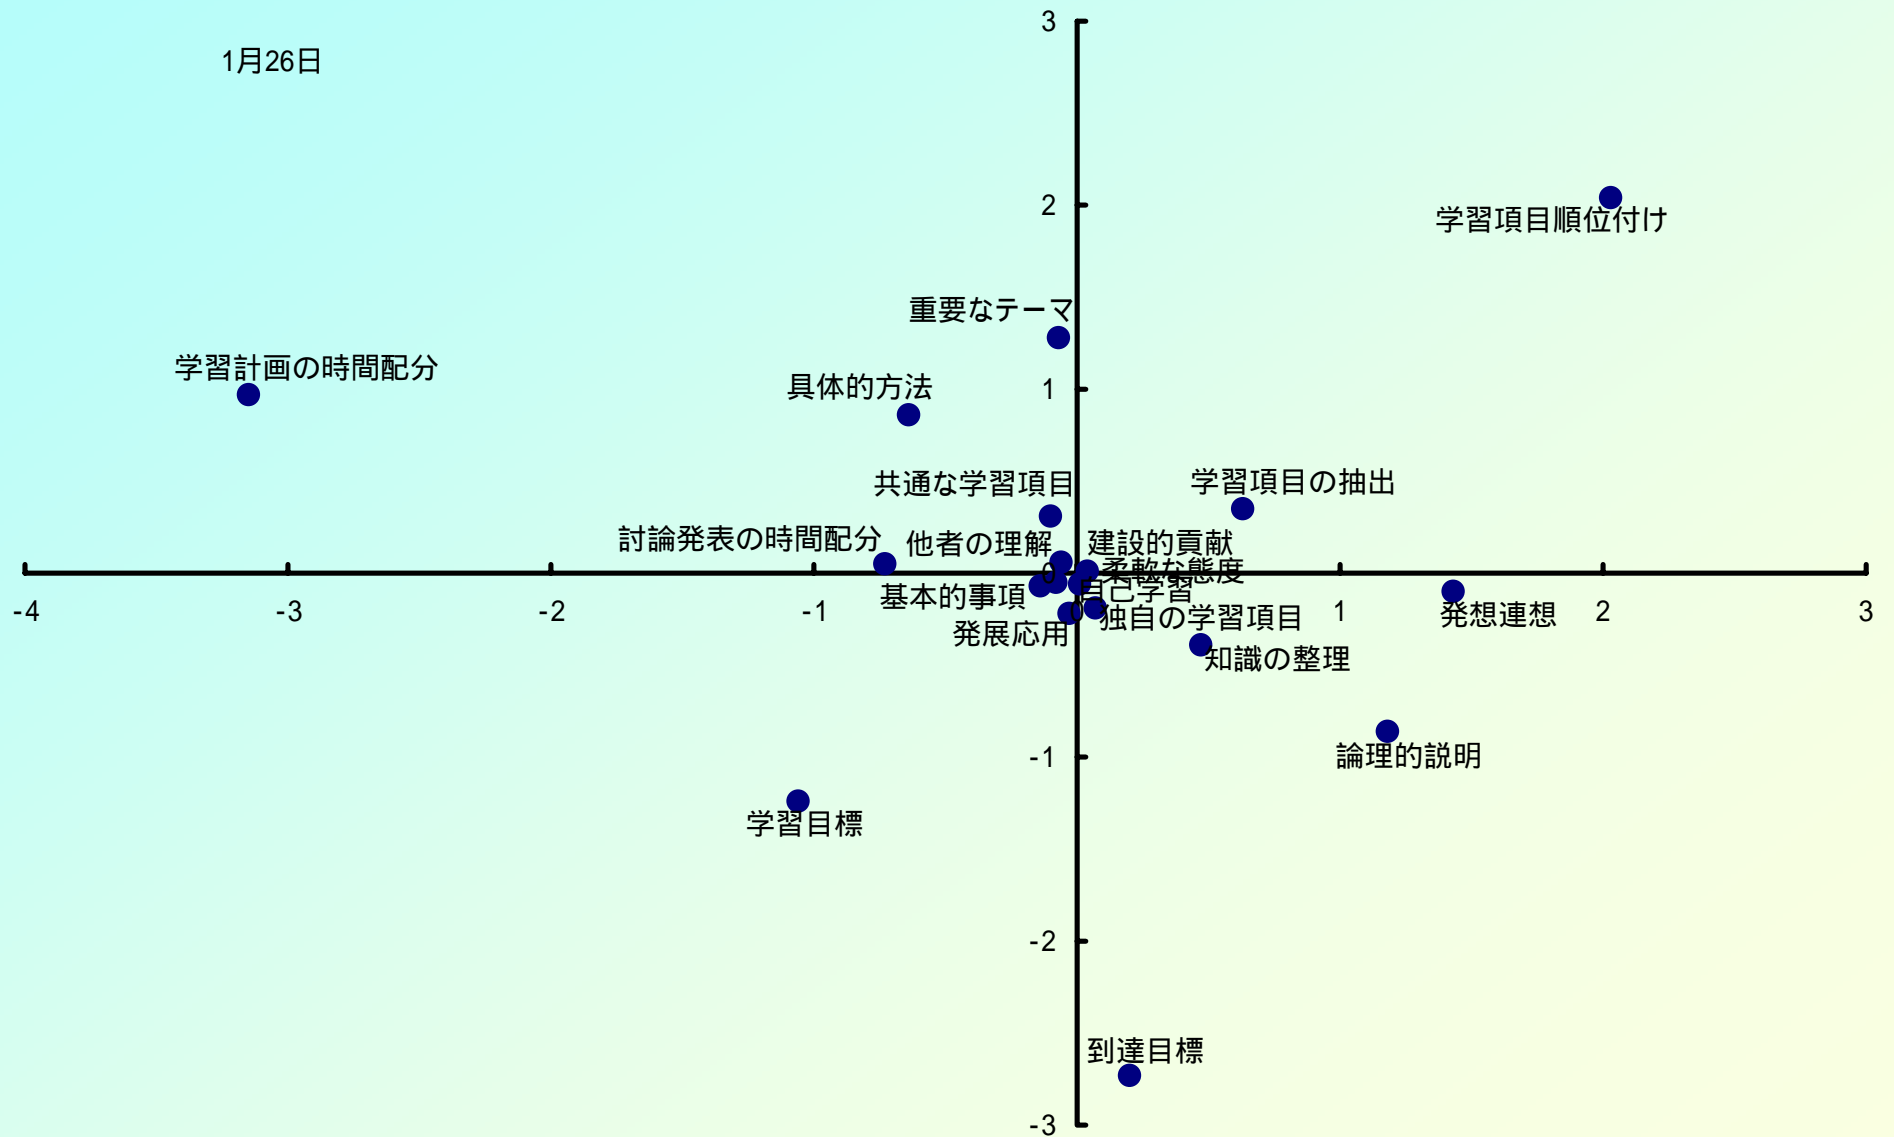 3
1月26日
2
学習項目順位付け
重要なテーマ
学習計画の時間配分
具体的方法
1
共通な学習項目
学習項目の抽出
討論発表の時間配分
他者の理解
建設的貢献
0
柔軟な態度
自己学習
基本的事項
-4
-3
-2
-1
0
独自の学習項目
1
発想連想
2
3
発展応用
知識の整理
-1
論理的説明
学習目標
-2
到達目標
-3